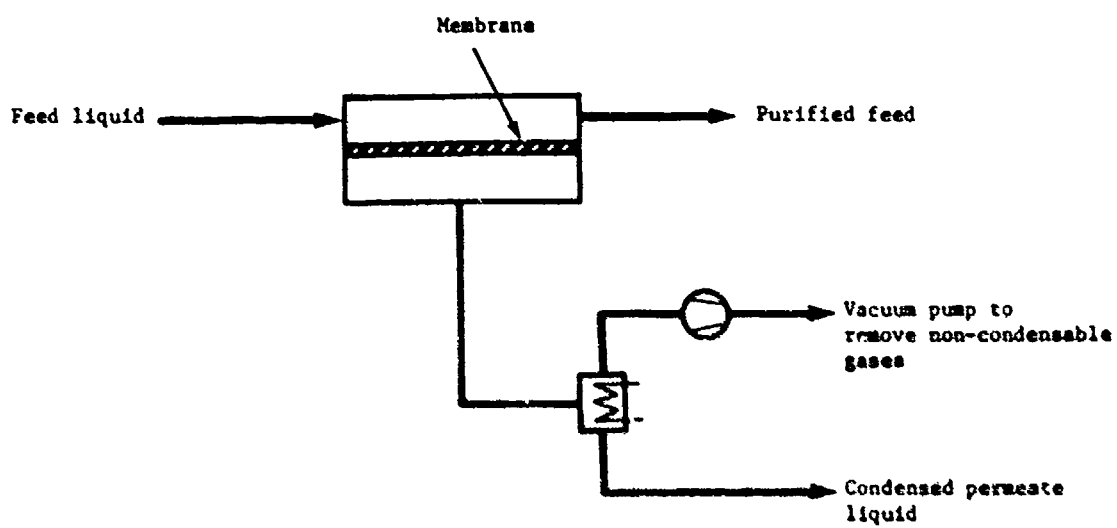 Membrane
Feed liquid
Purified feed
Vacuum pump to
remove non-condensable
gases
Condensed permeate
liquid